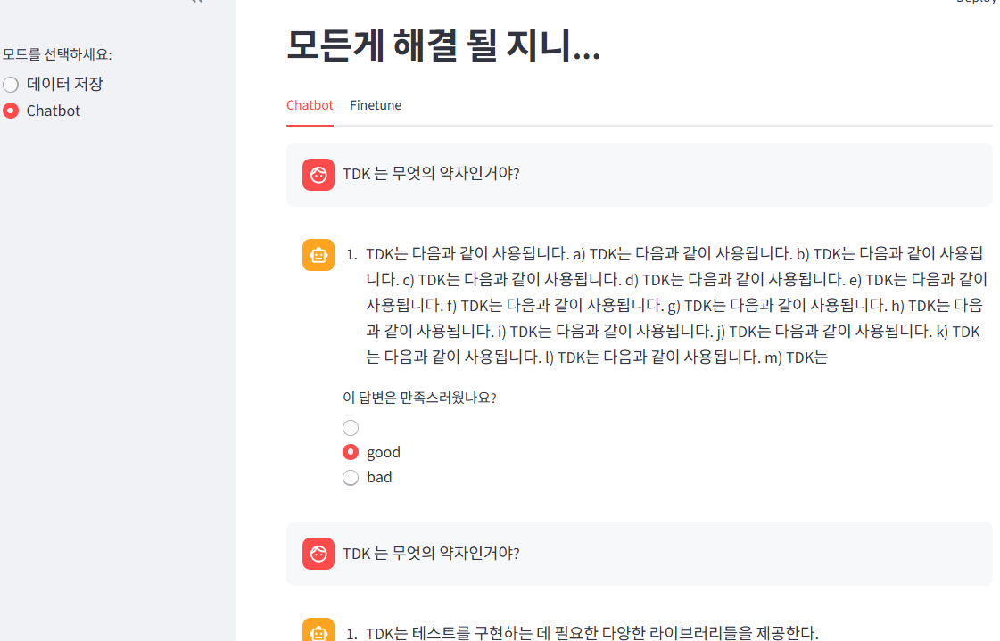 Deploy
모드를 선택하세요:
데이터 저장
Chatbot
모든게 해결 될 지니...
Chatbot Finetune
TDK 는 무엇의 약자인거야?
1. TDK는 다음과 같이 사용됩니다. a) TDK는 다음과 같이 사용됩니다. b) TDK는 다음과 같이 사용됩
니다. c) TDK는 다음과 같이 사용됩니다. d) TDK는 다음과 같이 사용됩니다. e) TDK는 다음과 같이
사용됩니다. f) TDK는 다음과 같이 사용됩니다. g) TDK는 다음과 같이 사용됩니다. h) TDK는 다음
과 같이 사용됩니다. i) TDK는 다음과 같이 사용됩니다. j) TDK는 다음과 같이 사용됩니다. k) TDK
는 다음과 같이 사용됩니다. l) TDK는 다음과 같이 사용됩니다. m) TDK는
이 답변은 만족스러웠나요?
good
bad
TDK 는 무엇의 약자인거야?
1. TDK는 테스트를 구현하는 데 필요한 다양한 라이브러리들을 제공한다.